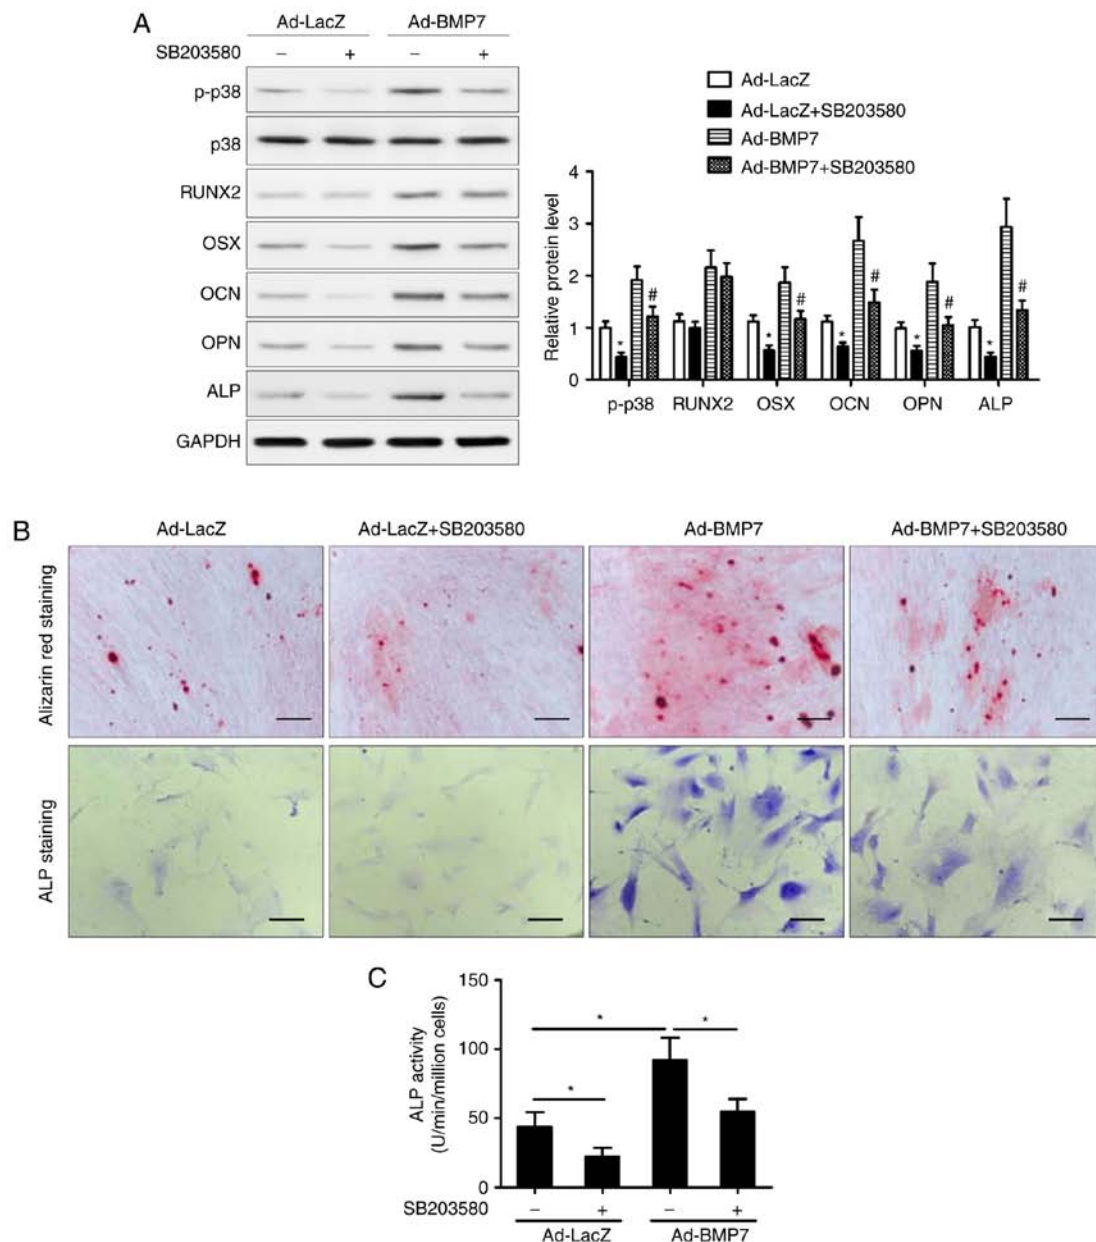 A
Ad-LacZ Ad-BMP7
SB203580 – + – +
p-p38
p38
RUNX2
OSX
OCN
OPN
ALP
GAPDH
Ad-LacZ
Ad-LacZ+SB203580
Ad-BMP7
Ad-BMP7+SB203580
Relative protein level
4
3
2
1
0
* # * # * # * # * #
p-p38 RUNX2 OSX OCN OPN ALP
B
Ad-LacZ Ad-LacZ+SB203580 Ad-BMP7 Ad-BMP7+SB203580
Alizarin red staining
ALP staining
C
ALP activity
(U/min/million cells)
150
100
50
0
* * *
SB203580 – + – +
Ad-LacZ Ad-BMP7